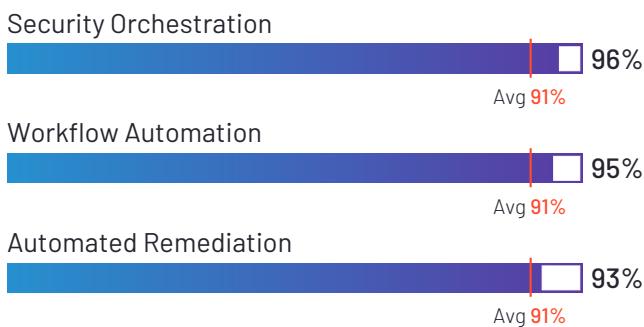 Security Orchestration
96%
Avg 91%
Workflow Automation
95%
Avg 91%
Automated Remediation
93%
Avg 91%